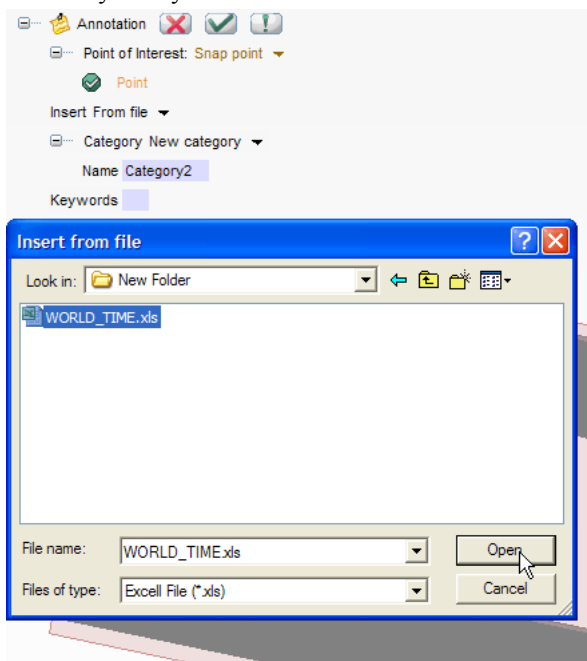 Annotation
Point of Interest: Snap point
Point
Insert From file
Category New category
Name Category2
Keywords
Insert from file
Look in: New Folder
WORLD_TIME.xls
File name: WORLD_TIME.xls Open
Files of type: Excell File (*.xls) Cancel